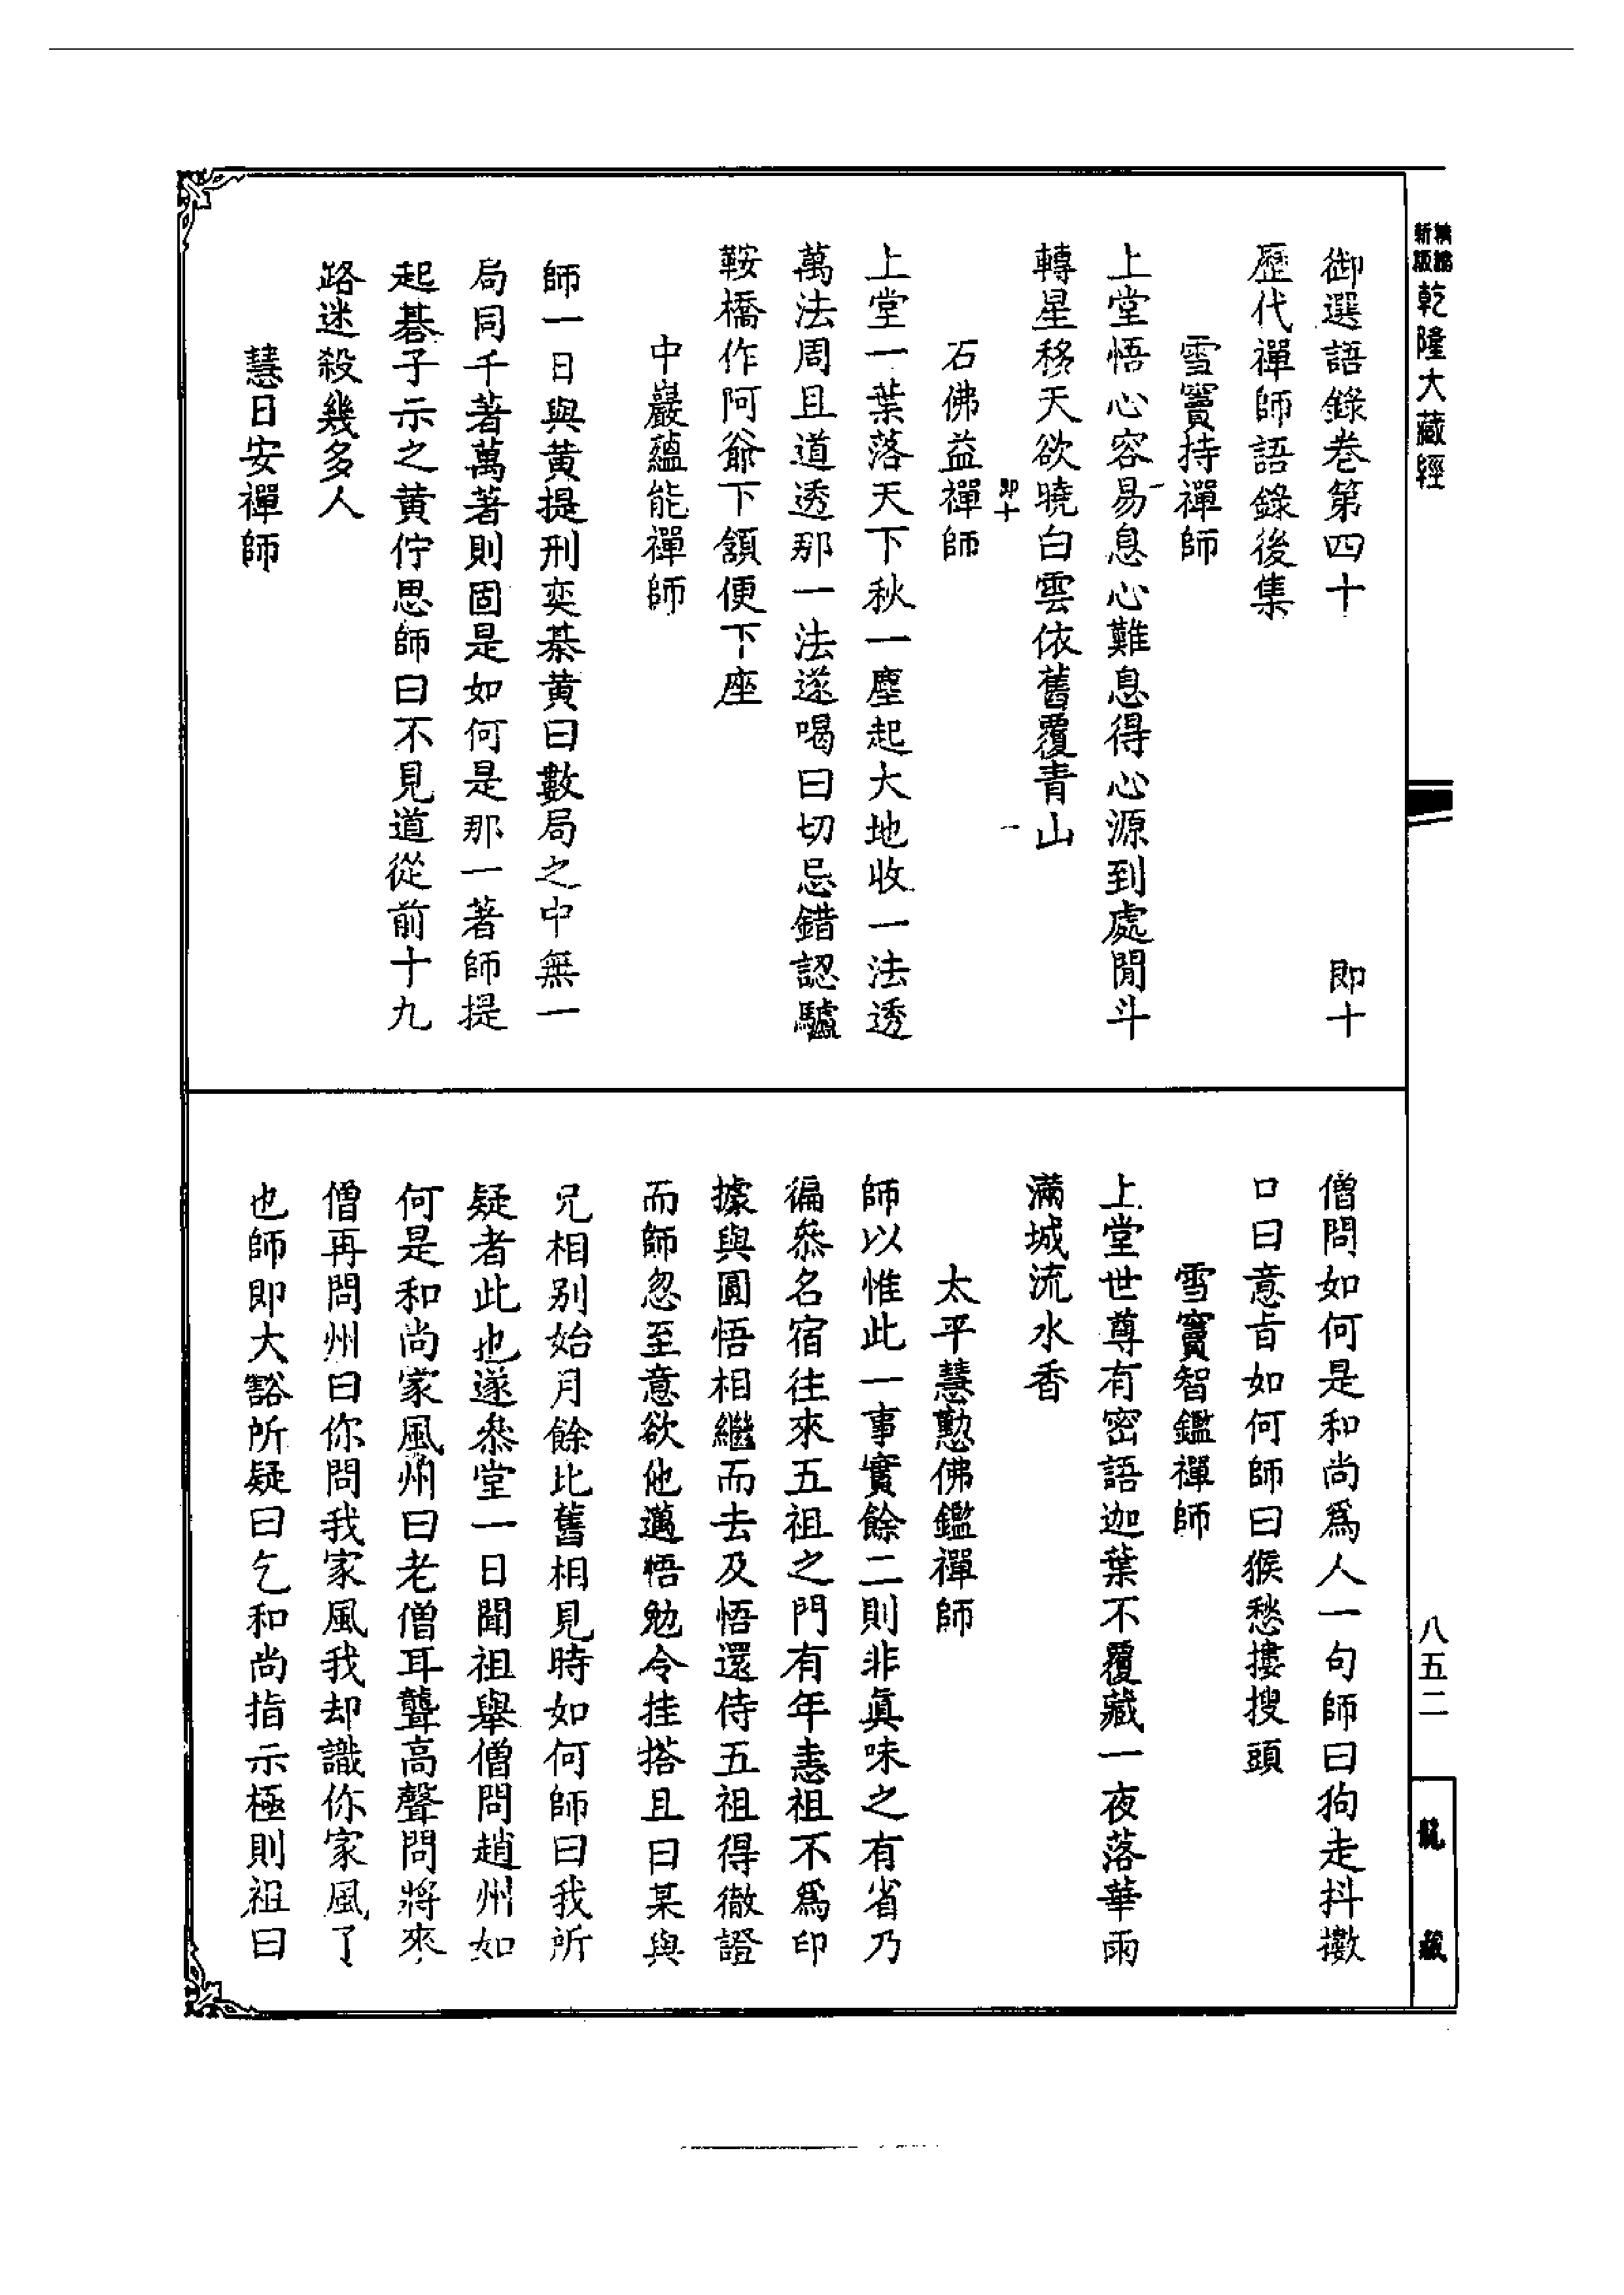 新版
乾隆大藏經
御選語錄卷第四十
即十
歷代禪師語錄後集
雪竇持禪師
上堂悟心容易息心難息得心源到處閒斗
轉星移天欲曉白雲依舊覆青山
即十
一
石佛益禪師
上堂一葉落天下秋一塵起大地收一法透
萬法周且道透那一法遂喝曰切忌錯認驢
鞍橋作阿爺下頷便下座
中巖蘊能禪師
師一日與黃提刑奕棊黃曰數局之中無一
局同千著萬著則固是如何是那一著師提
起碁子示之黃佇思師曰不見道從前十九
路迷殺幾多人
慧日安禪師
僧問如何是和尚爲人一句師曰狗走抖擻
口曰意旨如何師曰猴愁摟搜頭
雪竇智鑑禪師
上堂世尊有密語迦葉不覆藏一夜落華雨
滿城流水香
太平慧懃佛鑑禪師
師以惟此一事實餘二則非眞味之有省乃
徧叅名宿往來五祖之門有年恚祖不爲印
據與圓悟相繼而去及悟還侍五祖得徹證
而師忽至意欲他邁悟勉令挂搭且曰某與
兄相别始月餘比舊相見時如何師曰我所
疑者此也遂叅堂一日聞祖舉僧問趙州如
何是和尚家風州曰老僧耳聾高聲問將來
僧再問州曰你問我家風我却識你家風了
也師即大豁所疑曰乞和尚指示極則祖曰
八五二
龍藏